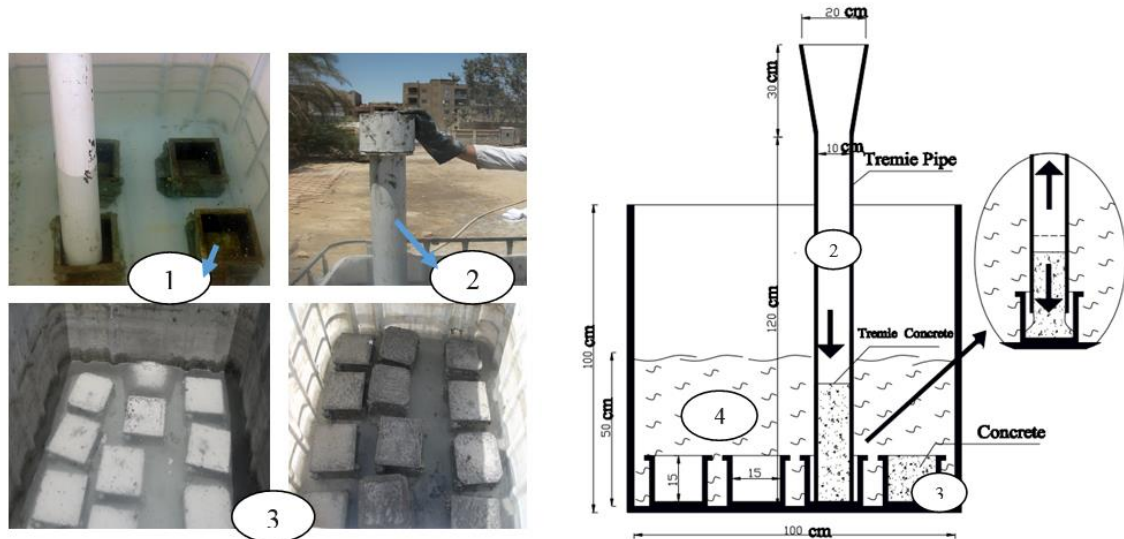 1
2
3
20 cm
30 cm
10 cm
Tremie Pipe
2
120 cm
100 cm
Tremie Concrete
50 cm
4
Concrete
15
15
3
100 cm